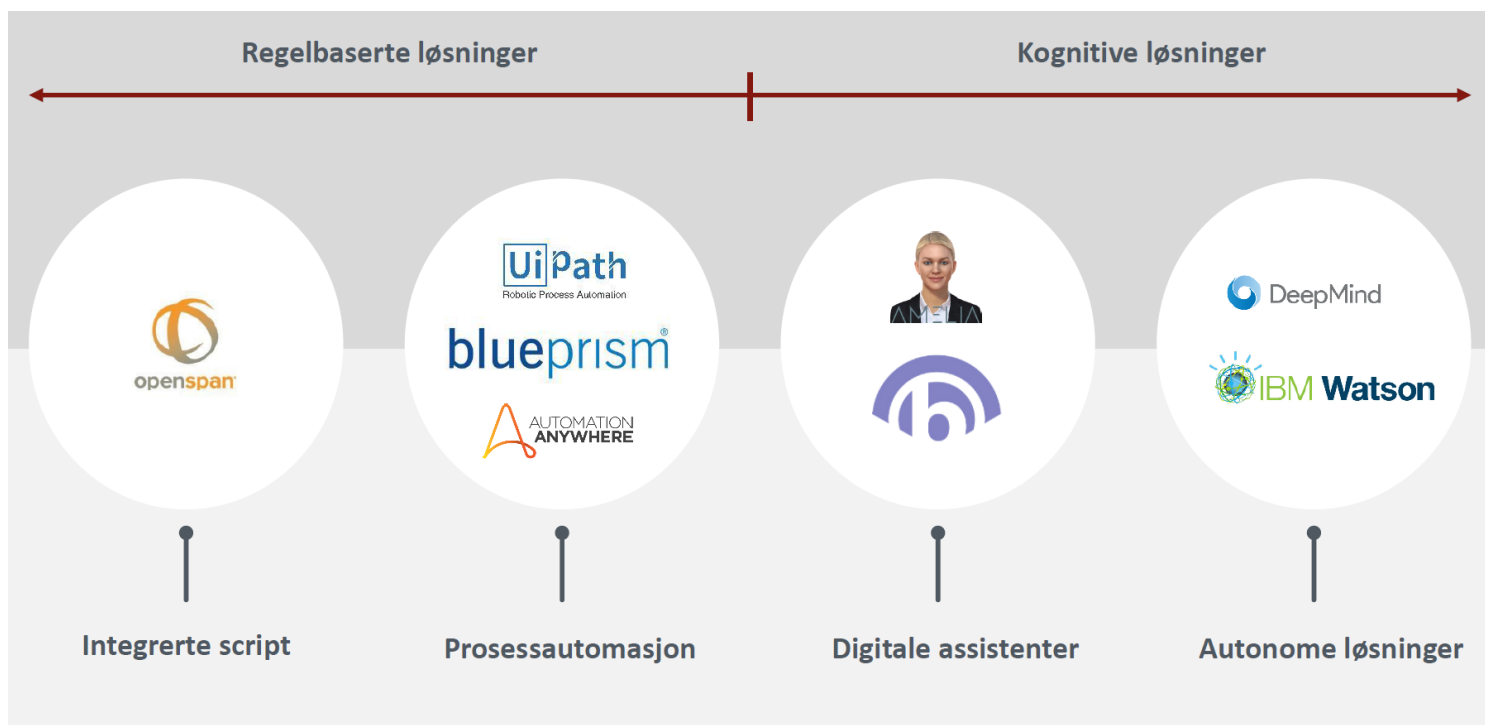 Regelbaserte løsninger
Kognitive løsninger
openspan
UiPath
Robotic Process Automation
blueprism®
AUTOMATION
ANYWHERE
AMELIA
b
DeepMind
IBM Watson
Integrerte script
Prosessautomasjon
Digitale assistenter
Autonome løsninger